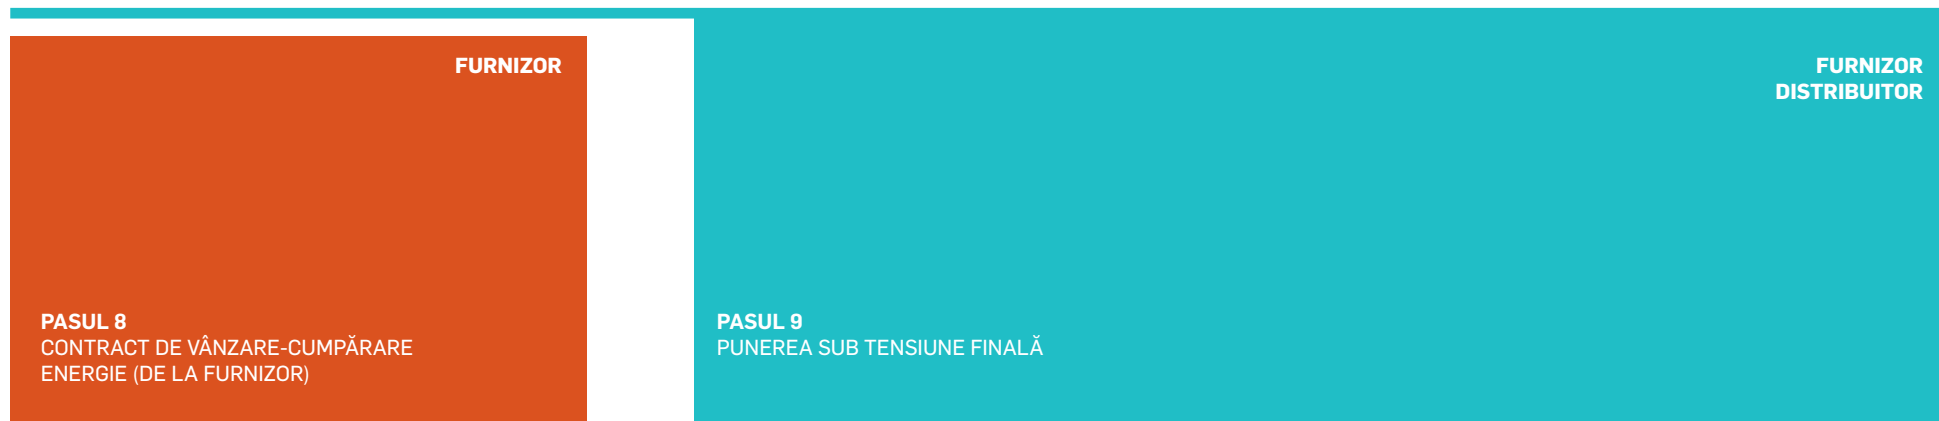 FURNIZOR
PASUL 8
CONTRACT DE VÂNZARE-CUMPĂRARE
ENERGIE (DE LA FURNIZOR)
FURNIZOR
DISTRIBUITOR
PASUL 9
PUNEREA SUB TENSIUNE FINALĂ